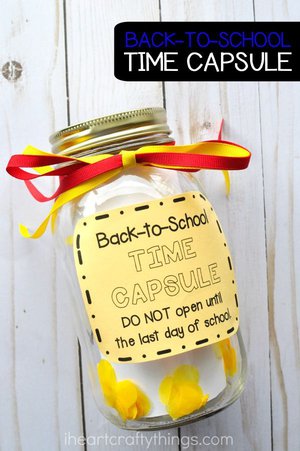 BACK-TO-SCHOOL
TIME CAPSULE
Back-to-School
TIME
CAPSULE
DO NOT open until
the last day of school.
iheartcraftythings.com